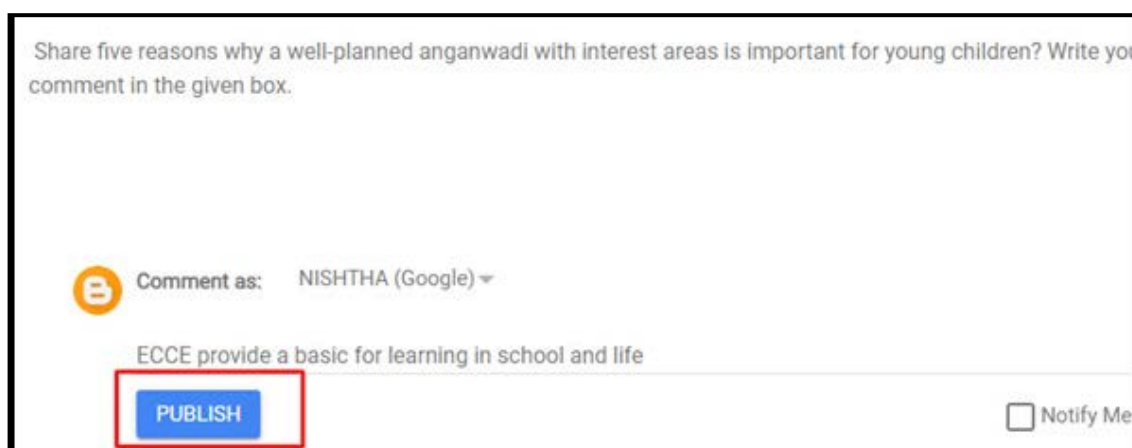 Share five reasons why a well-planned anganwadi with interest areas is important for young children? Write you
comment in the given box.
Comment as: NISHTHA (Google)
ECCE provide a basic for learning in school and life
PUBLISH
Notify Me